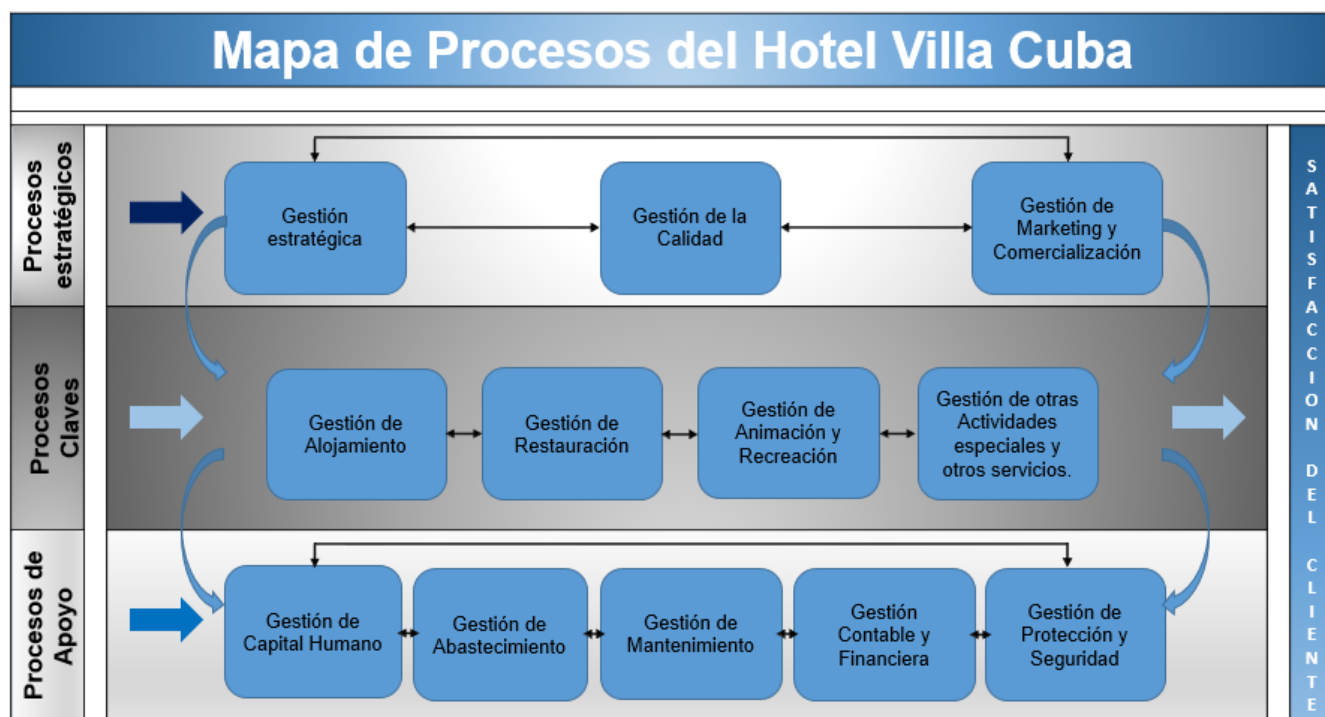 Mapa de Procesos del Hotel Villa Cuba
Procesos
estratégicos
Gestión
estratégica
Gestión de la
Calidad
Gestión de
Marketing y
Comercialización
Procesos
Claves
Gestión de
Alojamiento
Gestión de
Restauración
Gestión de
Animación y
Recreación
Gestión de otras
Actividades
especiales y
otros servicios.
Procesos de
Apoyo
Gestión de
Capital Humano
Gestión de
Abastecimiento
Gestión de
Mantenimiento
Gestión
Contable y
Financiera
Gestión de
Protección y
Seguridad
SATISFACCION DEL CLIENTE